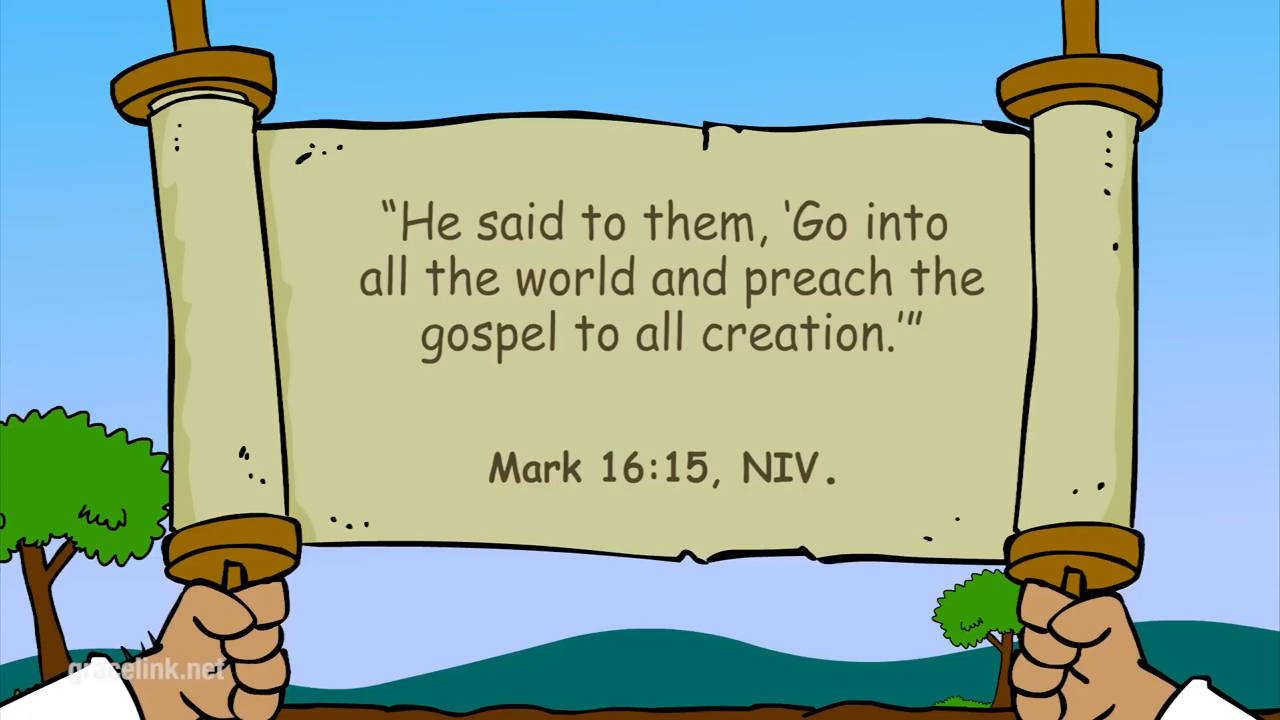 “He said to them, ‘Go into
all the world and preach the
gospel to all creation.’”
Mark 16:15, NIV.
gracelink.net